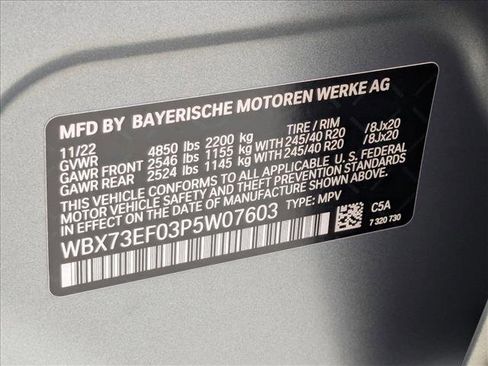 MFD BY BAYERISCHE MOTOREN WERKE AG
11/22 TIRE / RIM
GVWR 4850 lbs 2200 kg
GAWR FRONT 2546 lbs 1155 kg WITH 245/40 R20 /8Jx20
GAWR REAR 2524 lbs 1145 kg WITH 245/40 R20 /8Jx20
THIS VEHICLE CONFORMS TO ALL APPLICABLE U. S. FEDERAL
MOTOR VEHICLE SAFETY AND THEFT PREVENTION STANDARDS
IN EFFECT ON THE DATE OF MANUFACTURE SHOWN ABOVE.
WBX73EF03P5W07603 TYPE: MPV C5A
7 320 730